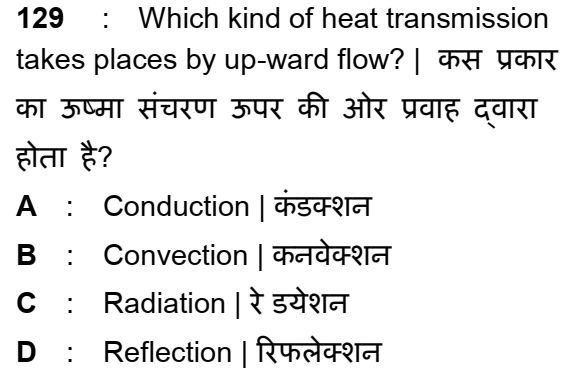 129 : Which kind of heat transmission
takes places by up-ward flow? | कस प्रकार
का ऊष्मा संचरण ऊपर की ओर प्रवाह द्वारा
होता है?
A : Conduction | कंडक्शन
B : Convection | कनवेक्शन
C : Radiation | रे डयेशन
D : Reflection | रिफलेक्शन